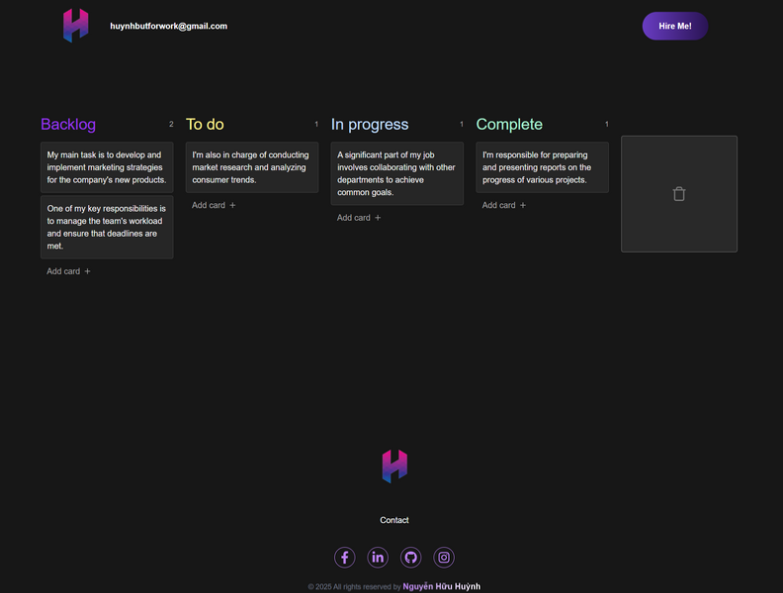 huynhbutforwork@gmail.com
Hire Me!
Backlog 2
My main task is to develop and
implement marketing strategies
for the company's new products.
One of my key responsibilities is
to manage the team's workload
and ensure that deadlines are
met.
Add card +
To do 1
I'm also in charge of conducting
market research and analyzing
consumer trends.
Add card +
In progress 1
A significant part of my job
involves collaborating with other
departments to achieve
common goals.
Add card +
Complete 1
I'm responsible for preparing
and presenting reports on the
progress of various projects.
Add card +
Contact
© 2025 All rights reserved by Nguyễn Hữu Huỳnh